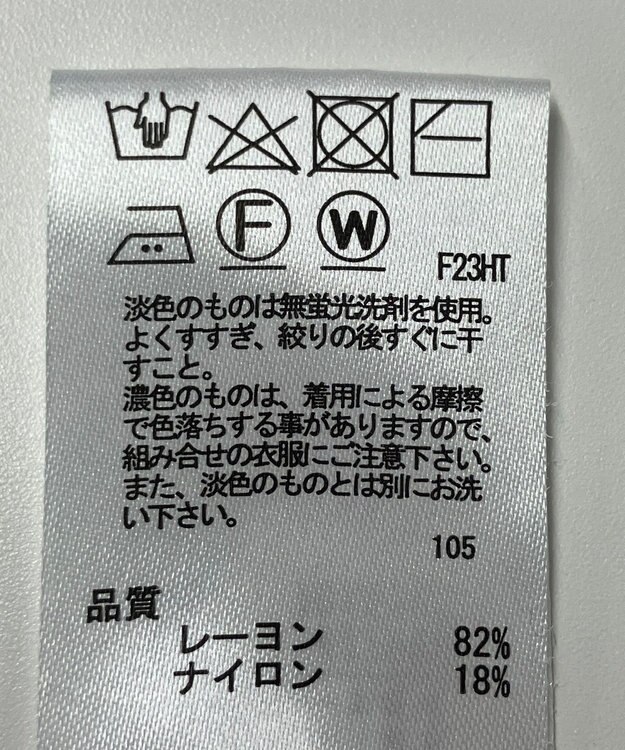 F W
F23HT
淡色のものは無蛍光洗剤を使用。
よくすすぎ、絞りの後すぐに干
すこと。
濃色のものは、着用による摩擦
で色落ちする事がありますので、
組み合せの衣服にご注意下さい。
また、淡色のものとは別にお洗
い下さい。
105
品質
レーヨン 82%
ナイロン 18%